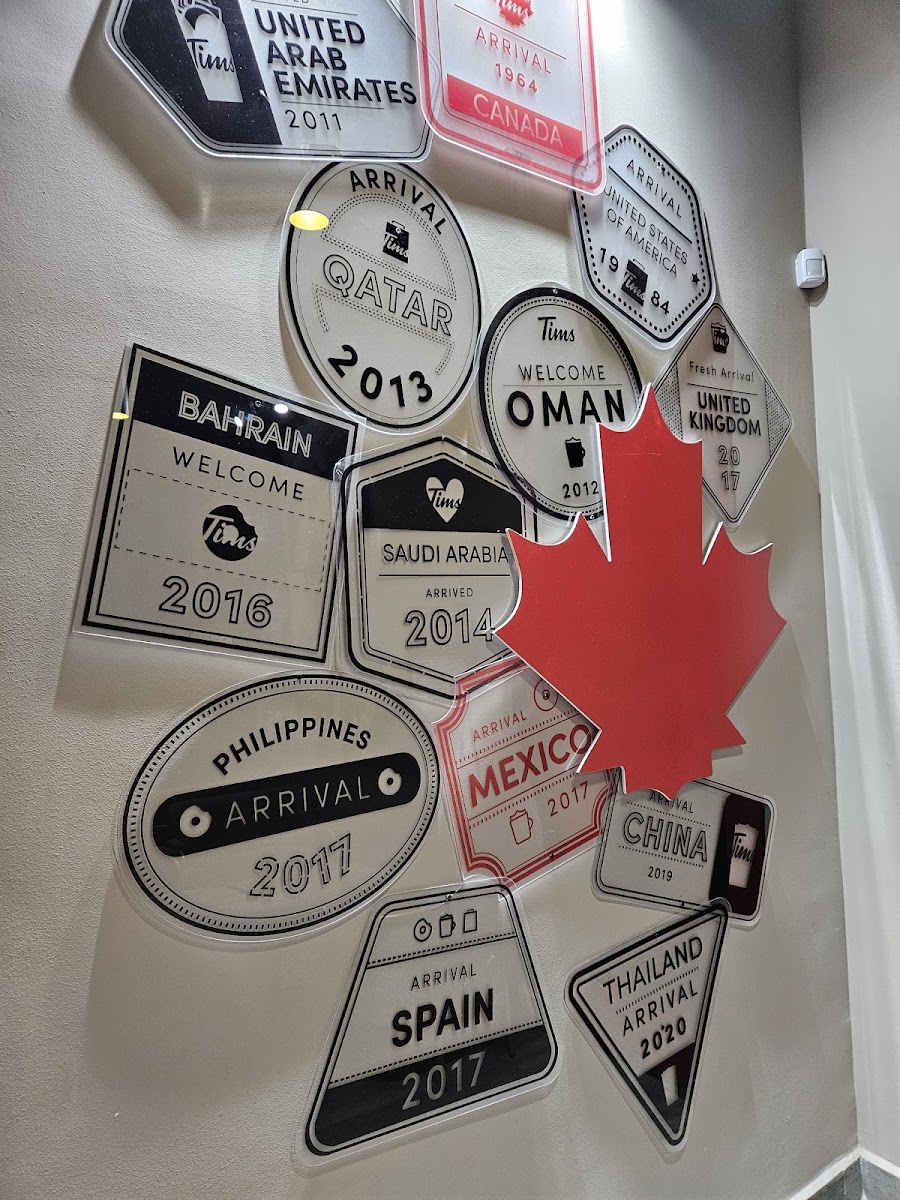 Tims
UNITED
ARAB
EMIRATES
2011
Tims
ARRIVAL
1964
CANADA
ARRIVAL
UNITED STATES
OF AMERICA
19 84
Tims
ARRIVAL
Tims
QATAR
2013
Tims
WELCOME
OMAN
2012
Tims
Fresh Arrival
UNITED
KINGDOM
20
17
BAHRAIN
WELCOME
Tims
2016
Tims
SAUDI ARABIA
ARRIVED
2014
PHILIPPINES
ARRIVAL
2017
ARRIVAL
MEXICO
2017
ARRIVAL
CHINA
2019
Tims
ARRIVAL
SPAIN
2017
THAILAND
ARRIVAL
2020